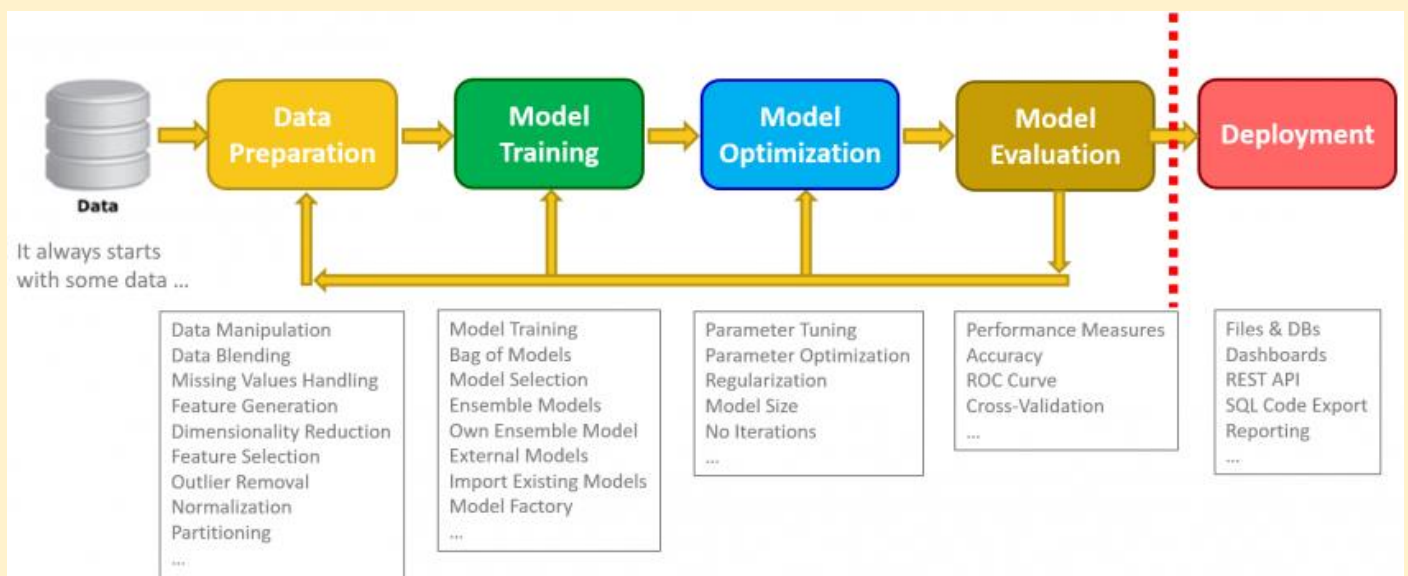 Data
Preparation
Model
Training
Model
Optimization
Model
Evaluation
Deployment
Data
It always starts
with some data ...
Data Manipulation
Data Blending
Missing Values Handling
Feature Generation
Dimensionality Reduction
Feature Selection
Outlier Removal
Normalization
Partitioning
...
Model Training
Bag of Models
Model Selection
Ensemble Models
Own Ensemble Model
External Models
Import Existing Models
Model Factory
...
Parameter Tuning
Parameter Optimization
Regularization
Model Size
No Iterations
...
Performance Measures
Accuracy
ROC Curve
Cross-Validation
...
Files & DBs
Dashboards
REST API
SQL Code Export
Reporting
...